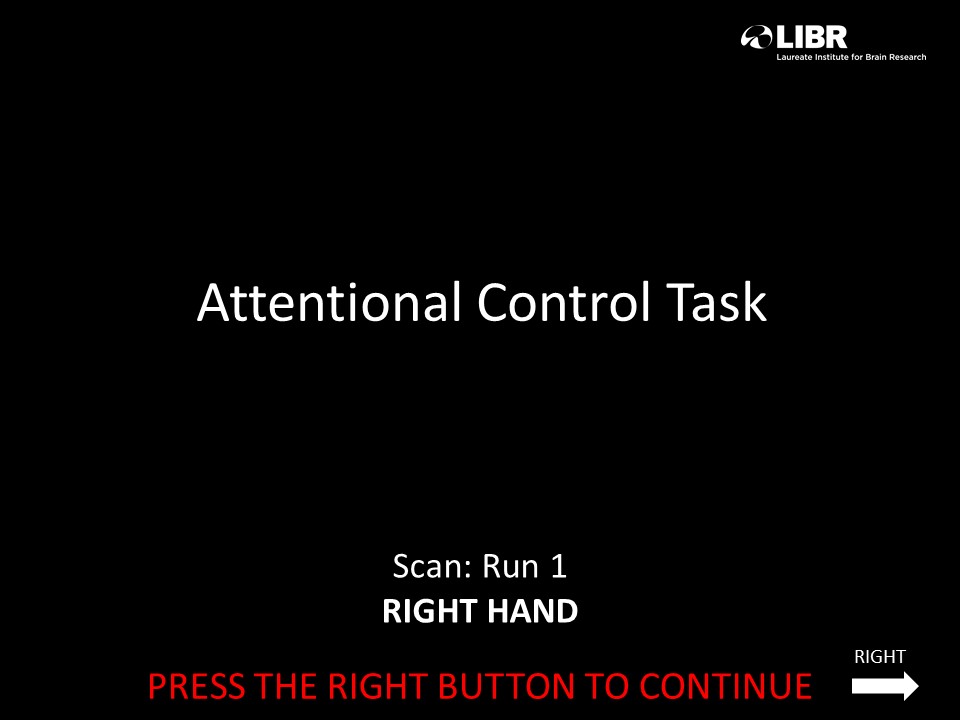 LIBR
Laureate Institute for Brain Research
Attentional Control Task
Scan: Run 1
RIGHT HAND
RIGHT
PRESS THE RIGHT BUTTON TO CONTINUE